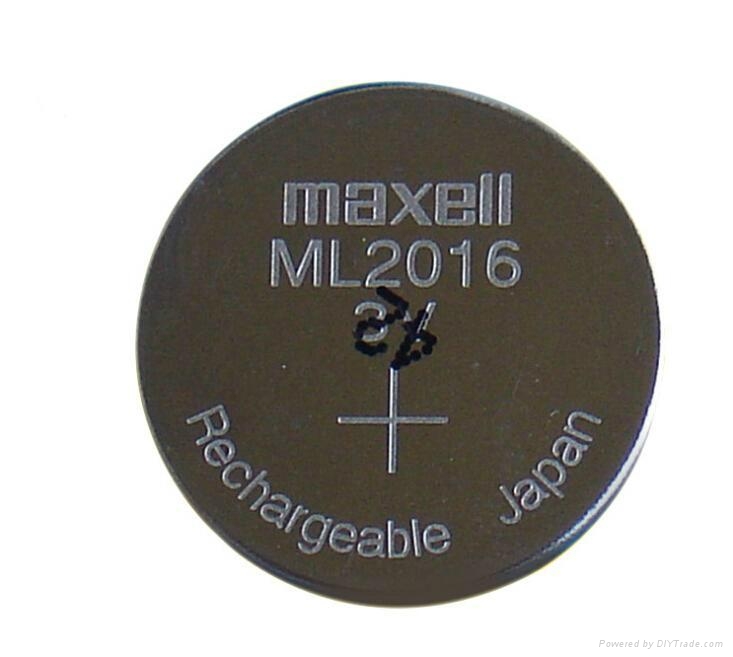 maxell
ML2016
3V
+
Rechargeable Japan
Powered by DIYTrade.com